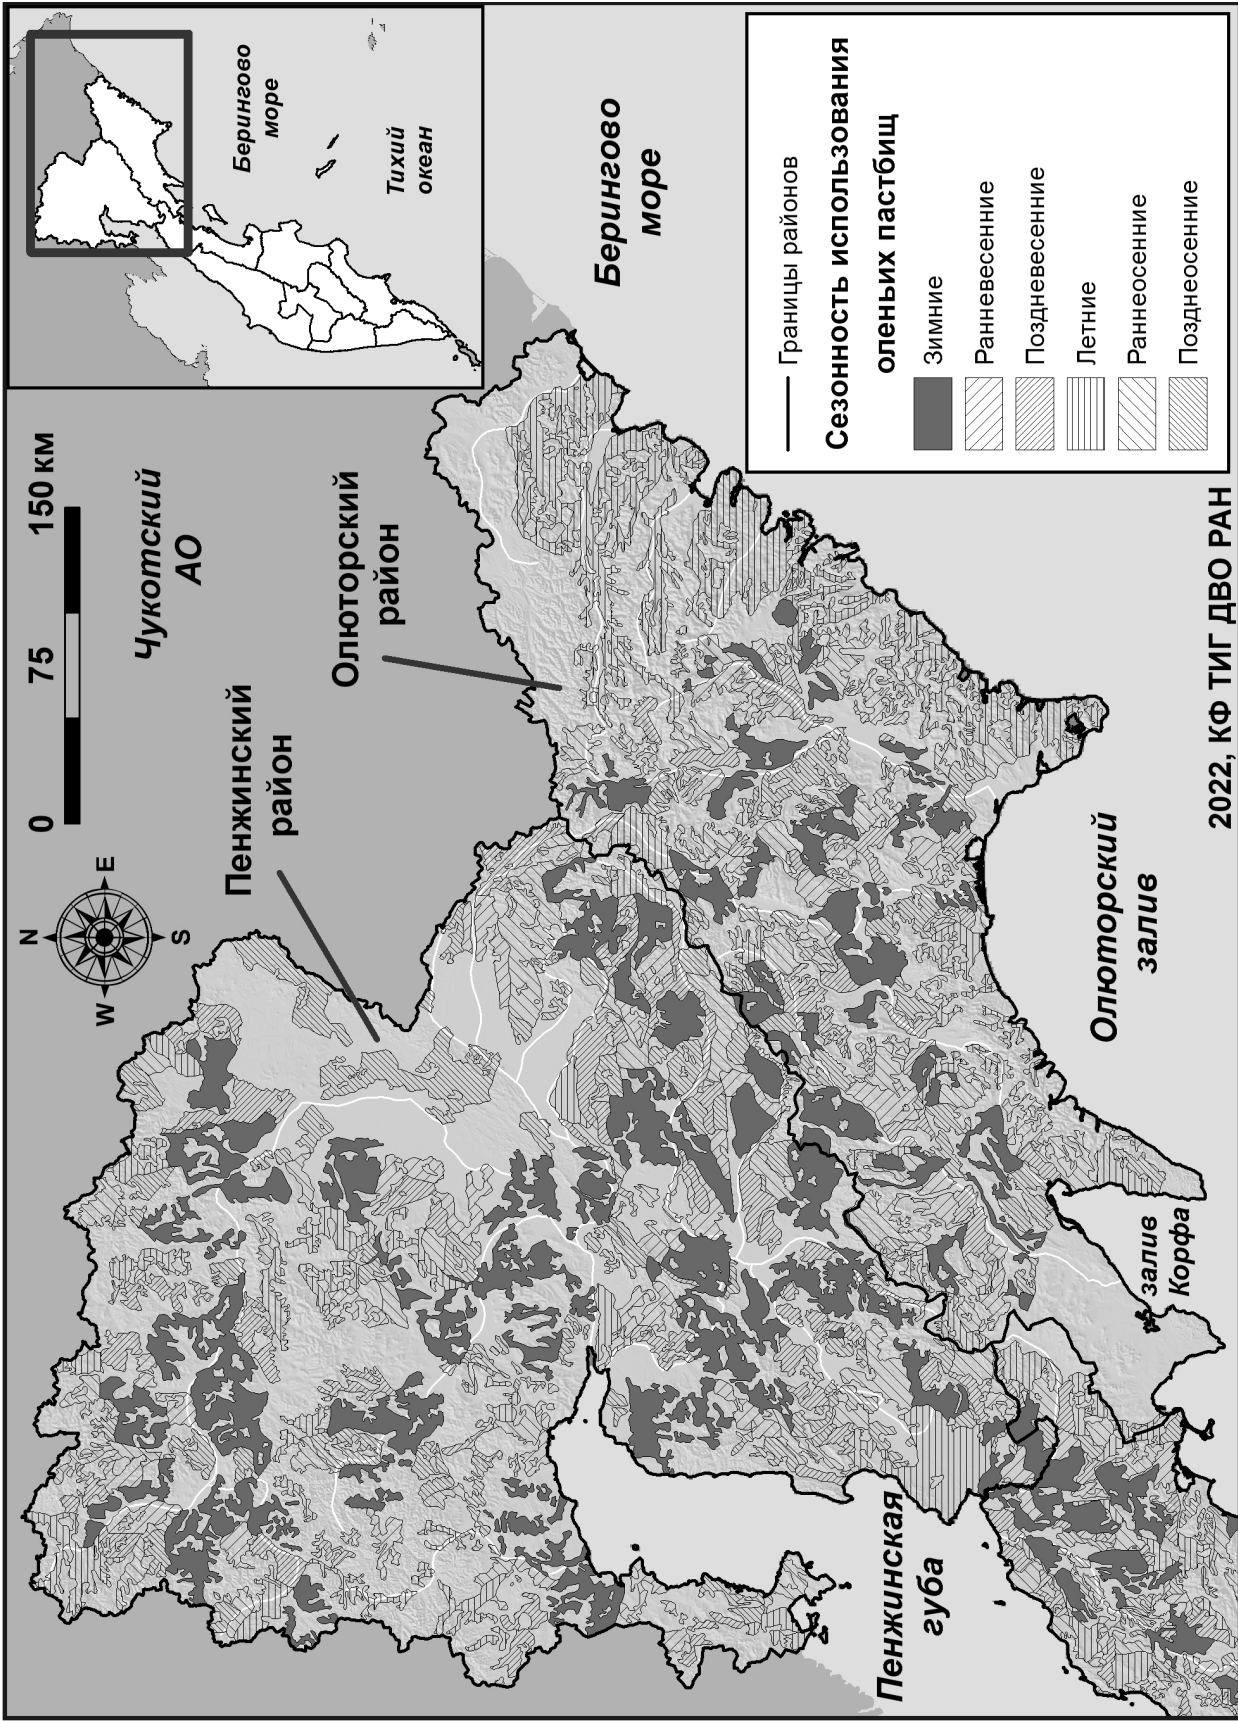 Берингово
море
Тихий
океан
0
75
150 км
N
W
E
S
Чукотский
АО
Пенжинский
район
Олюторский
район
Берингово
море
Границы районов
Сезонность использования
оленьих пастбищ
Зимние
Ранневесенние
Поздневесенние
Летние
Раннеосенние
Позднеосенние
Пенжинская
губа
залив
Корфа
Олюторский
залив
2022, КФ ТИГ ДВО РАН